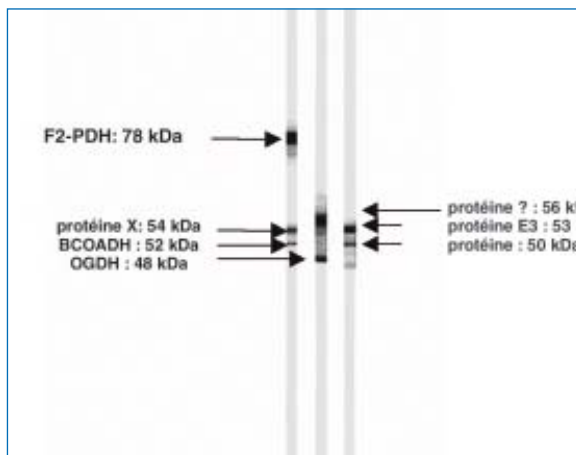 F2-PDH: 78 kDa
protéine X: 54 kDa
BCOADH : 52 kDa
OGDH : 48 kDa
protéine ? : 56 k
protéine E3 : 53
protéine : 50 kDa